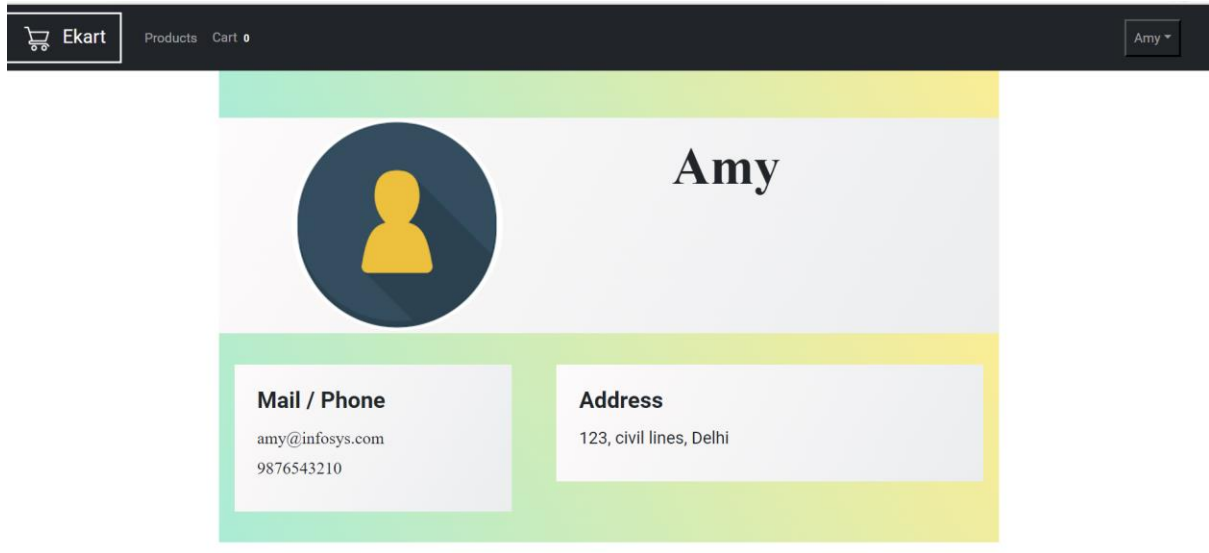 Ekart Products Cart 0 Amy
Amy
Mail / Phone
amy@infosys.com
9876543210
Address
123, civil lines, Delhi